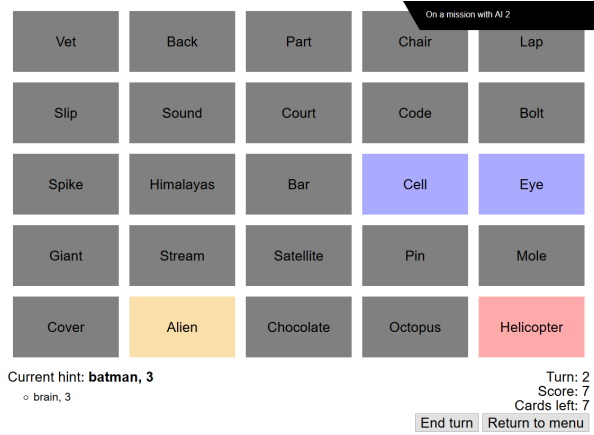 On a mission with AI 2
Vet Back Part Chair Lap
Slip Sound Court Code Bolt
Spike Himalayas Bar Cell Eye
Giant Stream Satellite Pin Mole
Cover Alien Chocolate Octopus Helicopter
Current hint: batman, 3
brain, 3
Turn: 2
Score: 7
Cards left: 7
End turn Return to menu